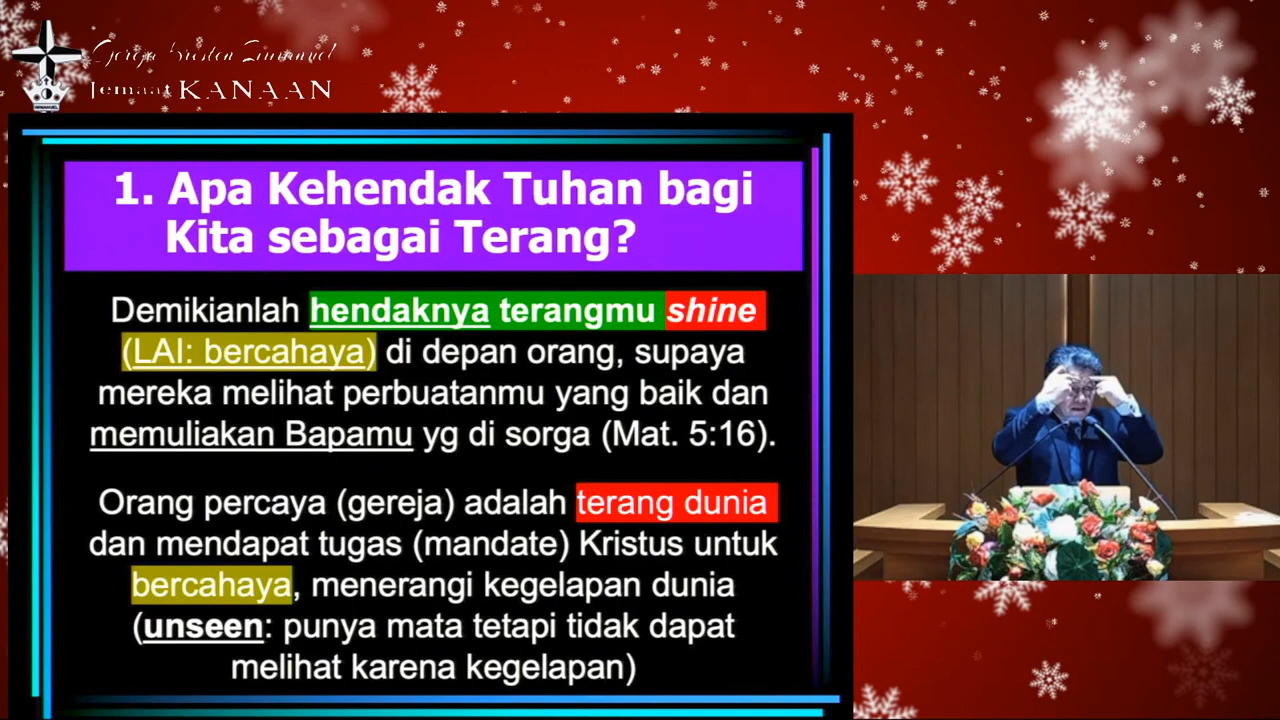 Gereja Kristen Immanuel
Jemaat KANAAN
1. Apa Kehendak Tuhan bagi
Kita sebagai Terang?
Demikianlah hendaknya terangmu shine
(LAI: bercahaya) di depan orang, supaya
mereka melihat perbuatanmu yang baik dan
memuliakan Bapamu yg di sorga (Mat. 5:16).
Orang percaya (gereja) adalah terang dunia
dan mendapat tugas (mandate) Kristus untuk
bercahaya, menerangi kegelapan dunia
(unseen: punya mata tetapi tidak dapat
melihat karena kegelapan)